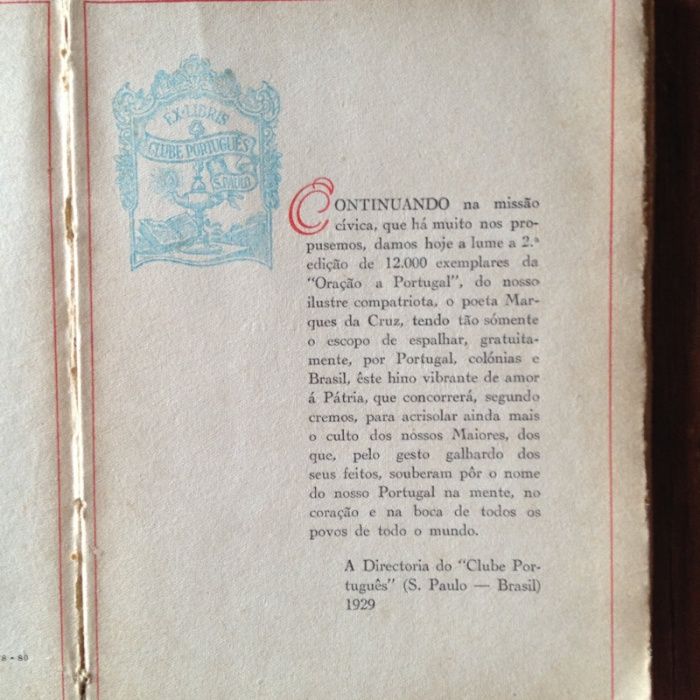 EX-LIBRIS
CLUBE PORTUGUÊS
S. PAULO
CONTINUANDO na missão
cívica, que há muito nos pro-
pusemos, damos hoje a lume a 2.ª
edição de 12.000 exemplares da
"Oração a Portugal", do nosso
ilustre compatriota, o poeta Mar-
ques da Cruz, tendo tão sómente
o escopo de espalhar, gratuita-
mente, por Portugal, colónias e
Brasil, êste hino vibrante de amor
á Pátria, que concorrerá, segundo
cremos, para acrisolar ainda mais
o culto dos nossos Maiores, dos
que, pelo gesto galhardo dos
seus feitos, souberam pôr o nome
do nosso Portugal na mente, no
coração e na boca de todos os
povos de todo o mundo.
A Directoria do "Clube Por-
tuguês" (S. Paulo — Brasil)
1929
8 - 80